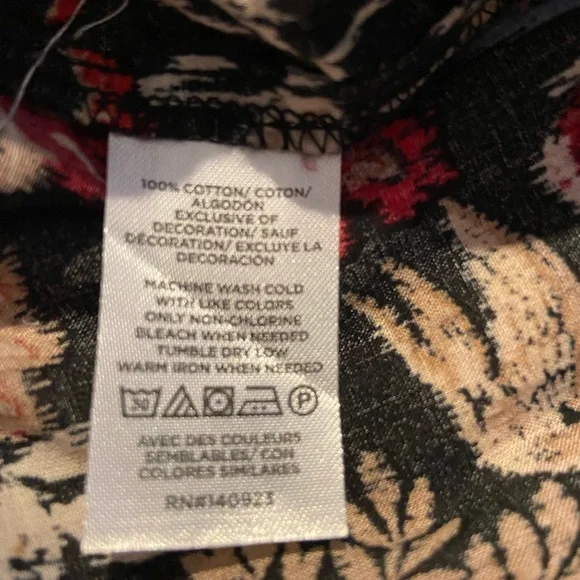 100% COTTON/ COTON/
ALGODÓN
EXCLUSIVE OF
DECORATION/ SAUF
DÉCORATION/ EXCLUYE LA
DECORACIÓN
MACHINE WASH COLD
WITH LIKE COLORS
ONLY NON-CHLORINE
BLEACH WHEN NEEDED
TUMBLE DRY LOW
WARM IRON WHEN NEEDED
P
AVEC DES COULEURS
SEMBLABLES/ CON
COLORES SIMILARES
RN#140923